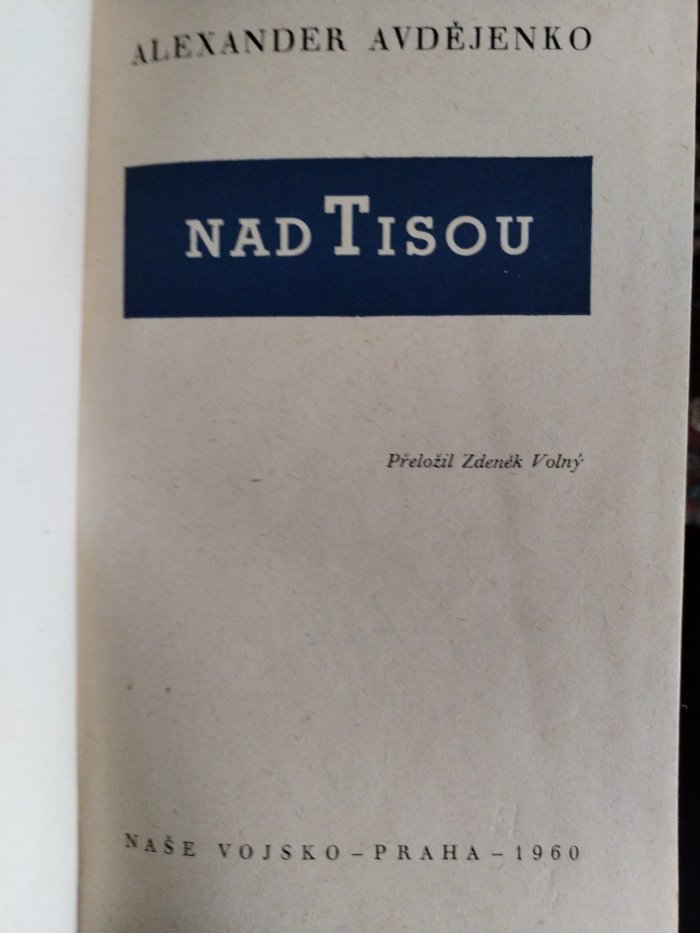 ALEXANDER AVDĚJENKO
NAD TISOU
Přeložil Zdeněk Volný
NAŠE VOJSKO – PRAHA – 1960